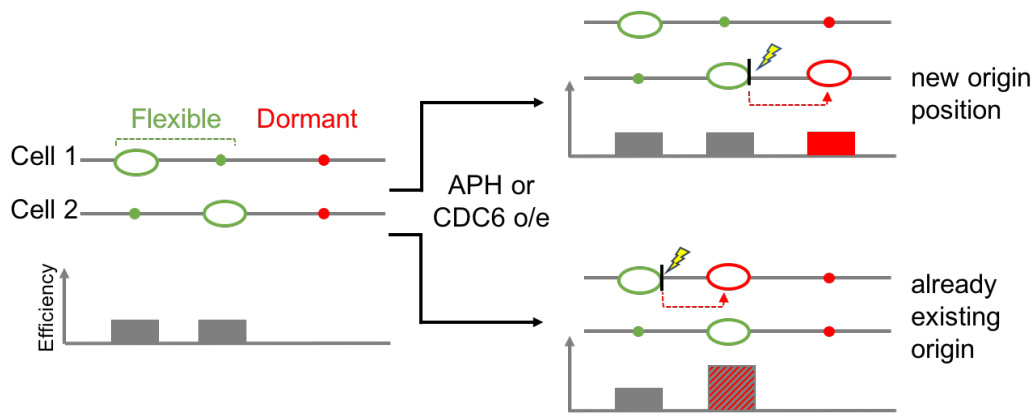 Flexible Dormant
Cell 1
Cell 2
Efficiency
APH or
CDC6 o/e
new origin
position
already
existing
origin